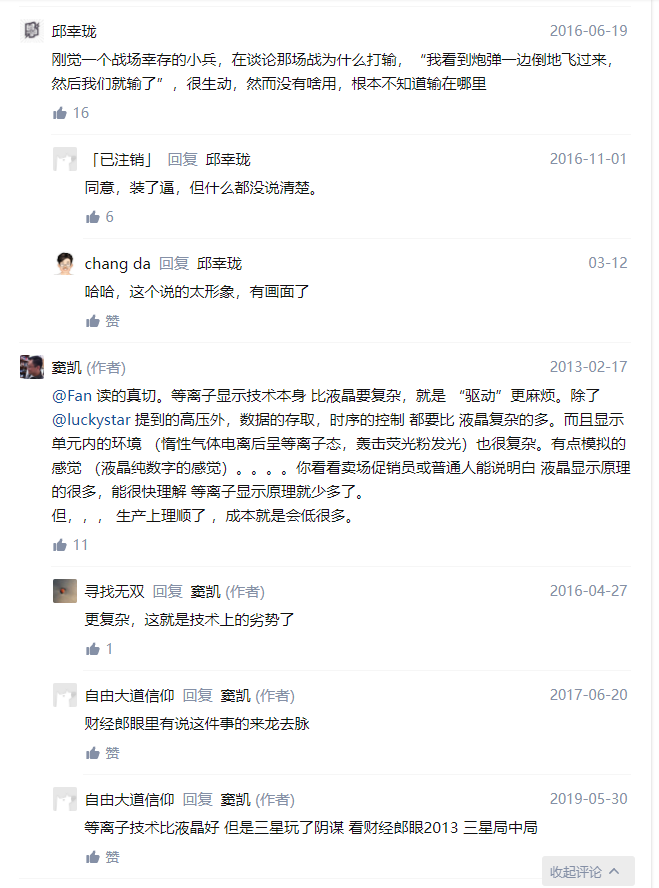 邱幸珑 2016-06-19
刚觉一个战场幸存的小兵，在谈论那场战为什么打输，“我看到炮弹一边倒地飞过来，
然后我们就输了”，很生动，然而没有啥用，根本不知道输在哪里
16
「已注销」 回复 邱幸珑 2016-11-01
同意，装了逼，但什么都没说清楚。
6
chang da 回复 邱幸珑 03-12
哈哈，这个说的太形象，有画面了
赞
窦凯 (作者) 2013-02-17
@Fan 读的真切。等离子显示技术本身 比液晶要复杂，就是 “驱动”更麻烦。除了
@luckystar 提到的高压外，数据的存取，时序的控制 都要比 液晶复杂的多。而且显示
单元内的环境 （惰性气体电离后呈等离子态，轰击荧光粉发光）也很复杂。有点模拟的
感觉 （液晶纯数字的感觉）。。。。你看看卖场促销员或普通人能说明白 液晶显示原理
的很多，能很快理解 等离子显示原理就少多了。
但，，， 生产上理顺了 ，成本就是会低很多。
11
寻找无双 回复 窦凯 (作者) 2016-04-27
更复杂，这就是技术上的劣势了
1
自由大道信仰 回复 窦凯 (作者) 2017-06-20
财经郎眼里有说这件事的来龙去脉
赞
自由大道信仰 回复 窦凯 (作者) 2019-05-30
等离子技术比液晶好 但是三星玩了阴谋 看财经郎眼2013 三星局中局
赞
收起评论